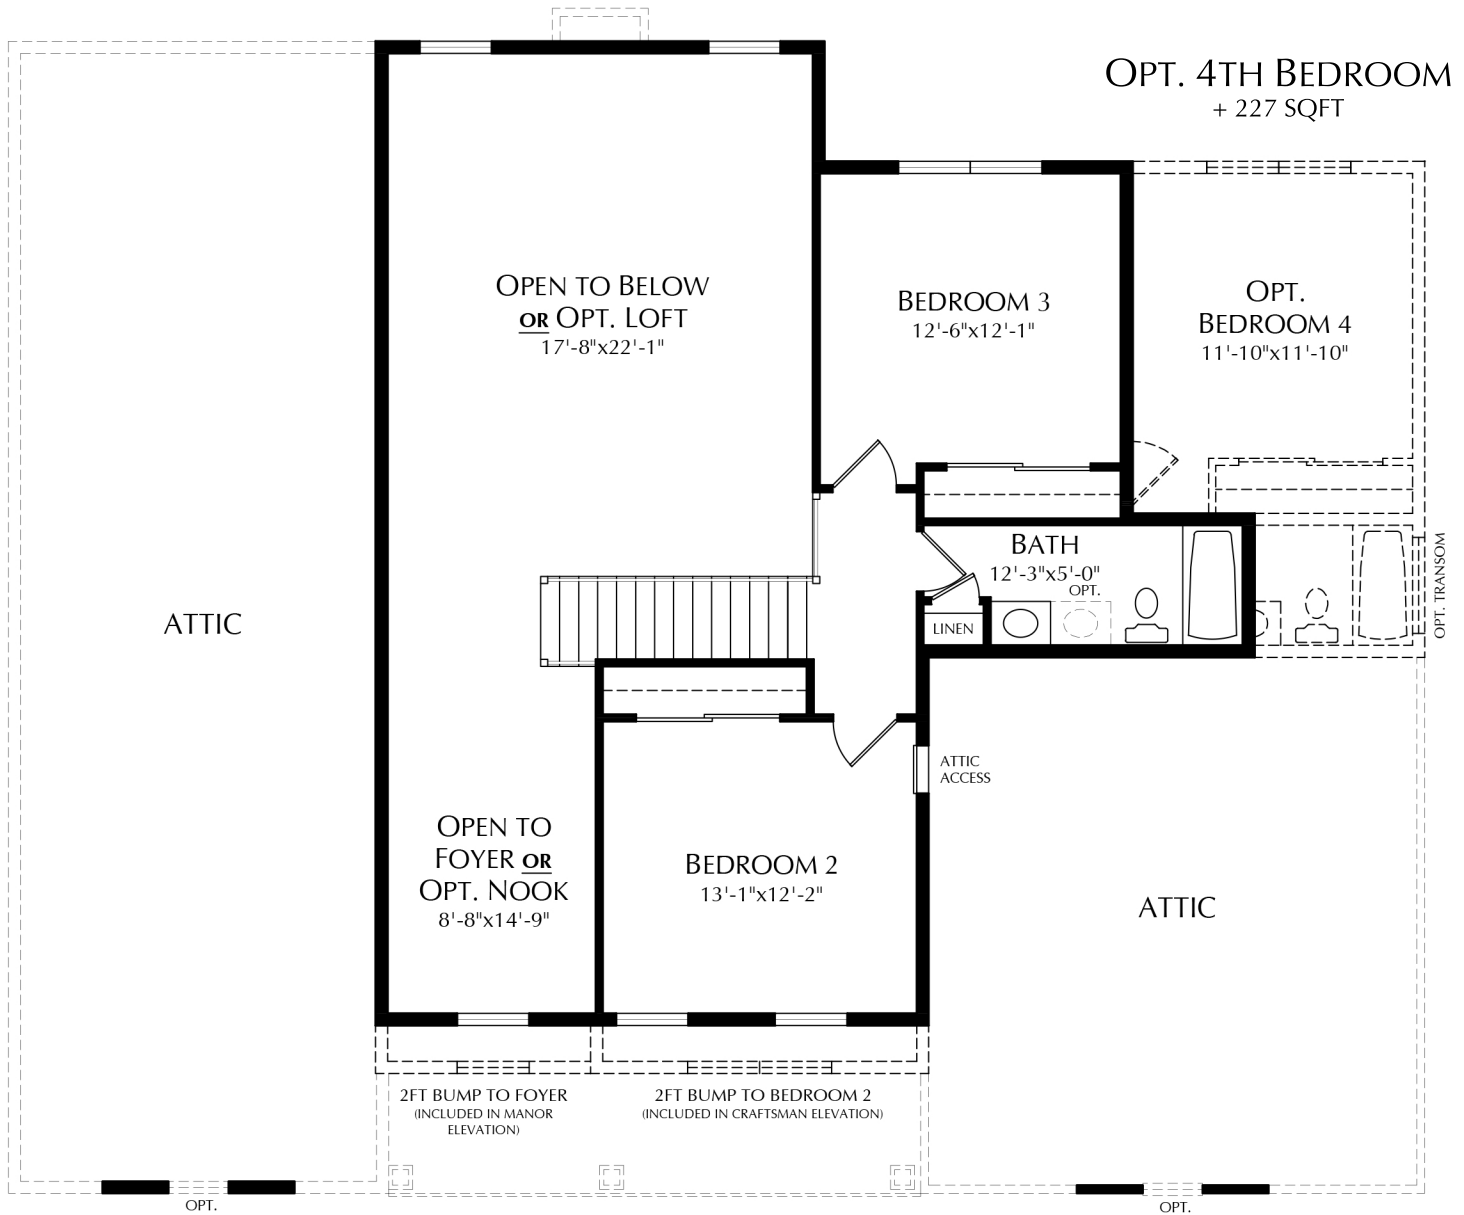 OPT. 4TH BEDROOM
+ 227 SQFT
OPEN TO BELOW
OR OPT. LOFT
17'-8"x22'-1"
BEDROOM 3
12'-6"x12'-1"
OPT.
BEDROOM 4
11'-10"x11'-10"
BATH
12'-3"x5'-0"
OPT.
LINEN
OPT. TRANSOM
ATTIC
ATTIC
ACCESS
OPEN TO
FOYER OR
OPT. NOOK
8'-8"x14'-9"
BEDROOM 2
13'-1"x12'-2"
ATTIC
2FT BUMP TO FOYER
(INCLUDED IN MANOR
ELEVATION)
2FT BUMP TO BEDROOM 2
(INCLUDED IN CRAFTSMAN ELEVATION)
OPT.
OPT.